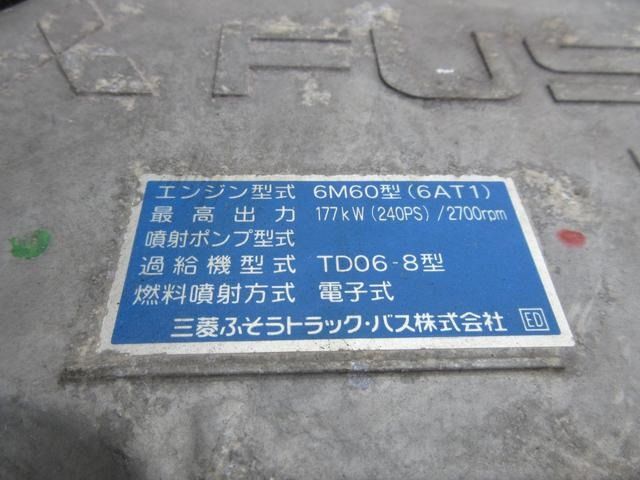 FUS
エンジン型式 6M60型(6AT1)
最高出力 177kW(240PS)/2700rpm
噴射ポンプ型式
過給機型式 TD06-8型
燃料噴射方式 電子式
三菱ふそうトラック・バス株式会社 ED